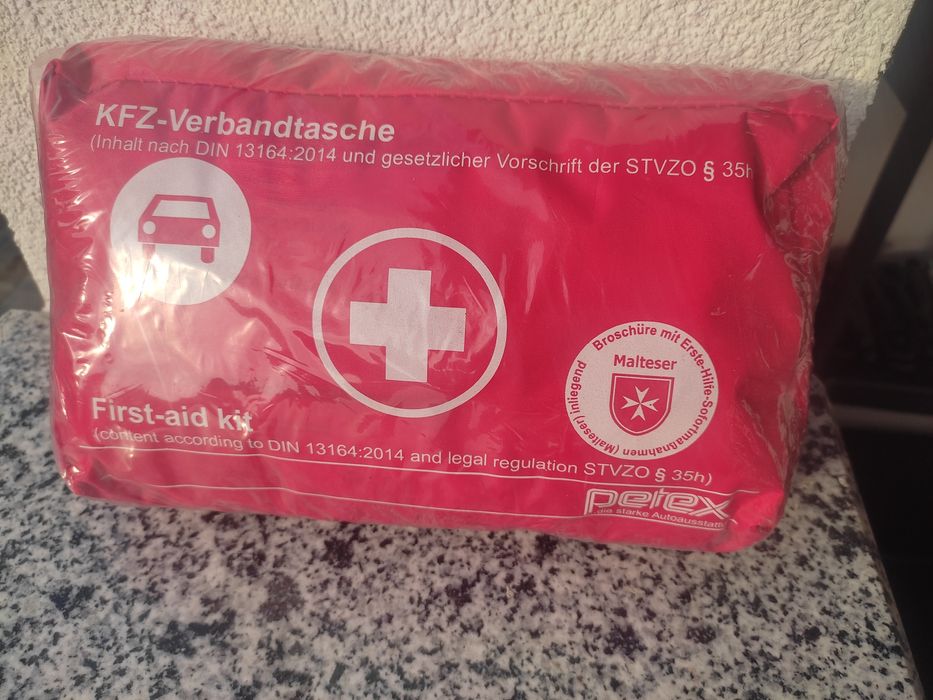 KFZ-Verbandtasche
(Inhalt nach DIN 13164:2014 und gesetzlicher Vorschrift der STVZO § 35h
Broschüre mit Erste-Hilfe-Sofortmaßnahmen (Malteser) inliegend
Malteser
First-aid kit
(content according to DIN 13164:2014 and legal regulation STVZO § 35h)
petex
die starke Autoausstatt